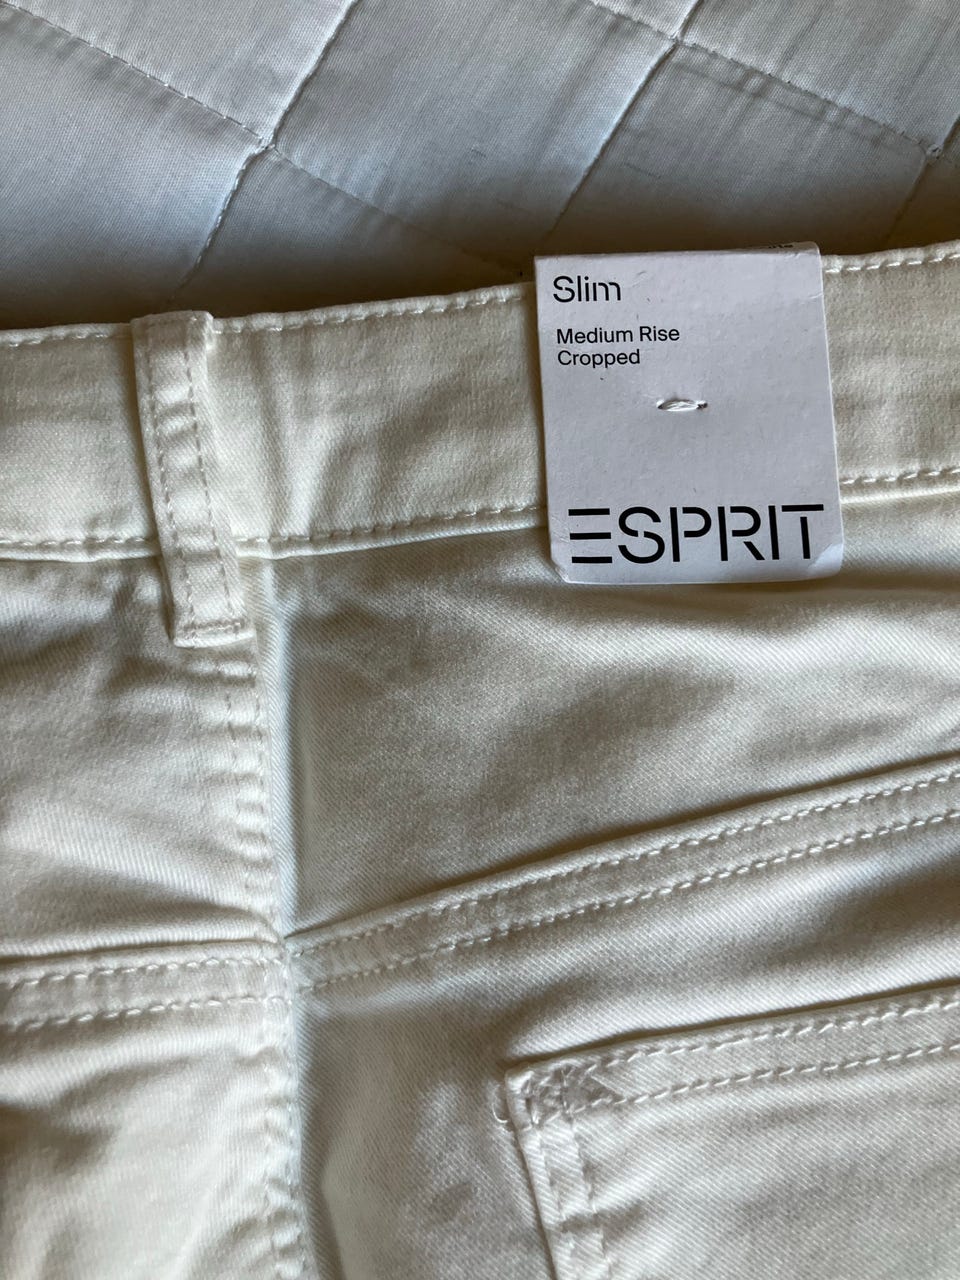 Slim
Medium Rise
Cropped
ESPRIT